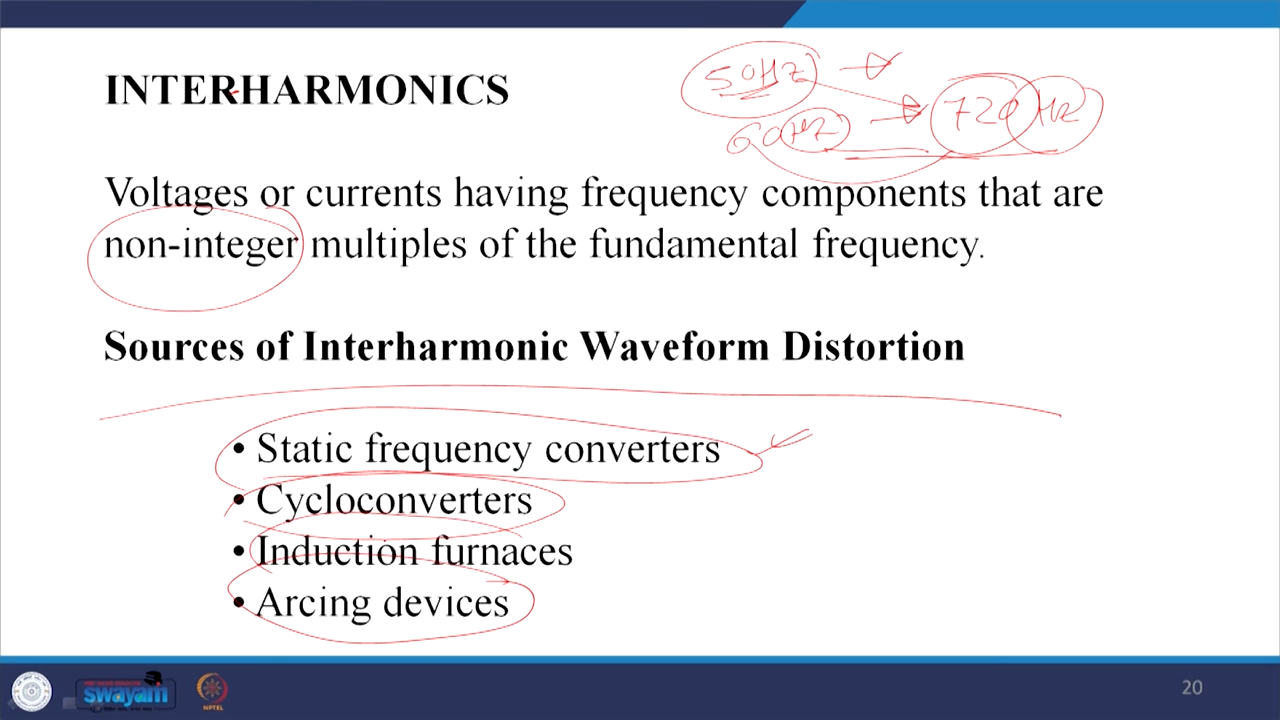 INTERHARMONICS
50Hz
60Hz 720 Hz
Voltages or currents having frequency components that are
non-integer multiples of the fundamental frequency.
Sources of Interharmonic Waveform Distortion
• Static frequency converters
• Cycloconverters
• Induction furnaces
• Arcing devices
swayam
NPTEL
20